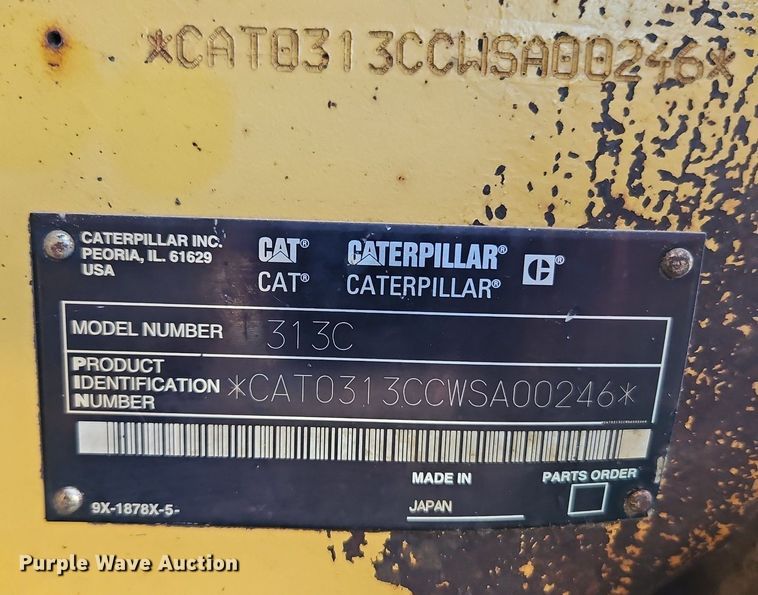 *CAT0313CCWSA00246*
CATERPILLAR INC.
PEORIA, IL. 61629
USA
CAT®
CAT®
CATERPILLAR®
CATERPILLAR®
C®
MODEL NUMBER 313C
PRODUCT
IDENTIFICATION
NUMBER
*CAT0313CCWSA00246*
MADE IN
JAPAN
PARTS ORDER
9X-1878X-5-
Purple Wave Auction